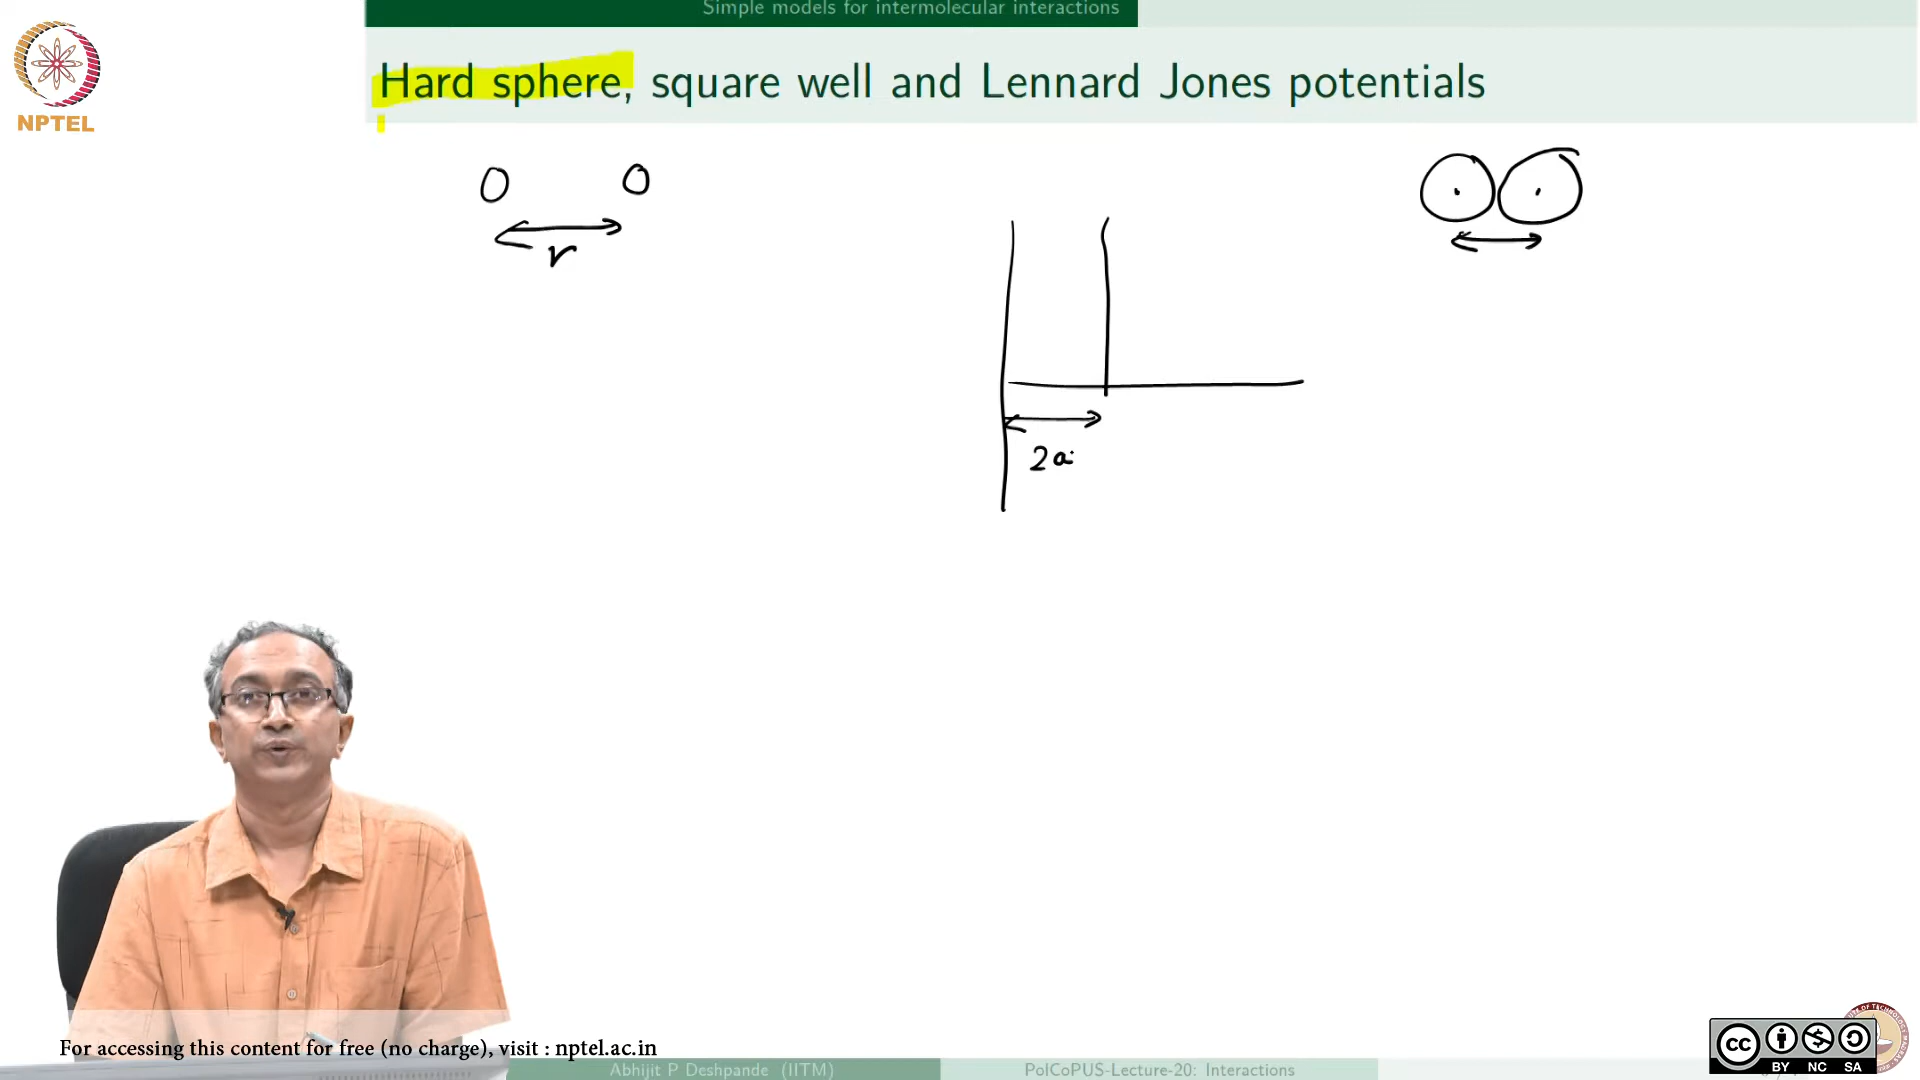 Simple models for intermolecular interactions
NPTEL
Hard sphere, square well and Lennard Jones potentials
r
2a
For accessing this content for free (no charge), visit : nptel.ac.in
Abhijit P Deshpande (IITM)
PolCoPUS-Lecture-20: Interactions
cc
BY NC SA